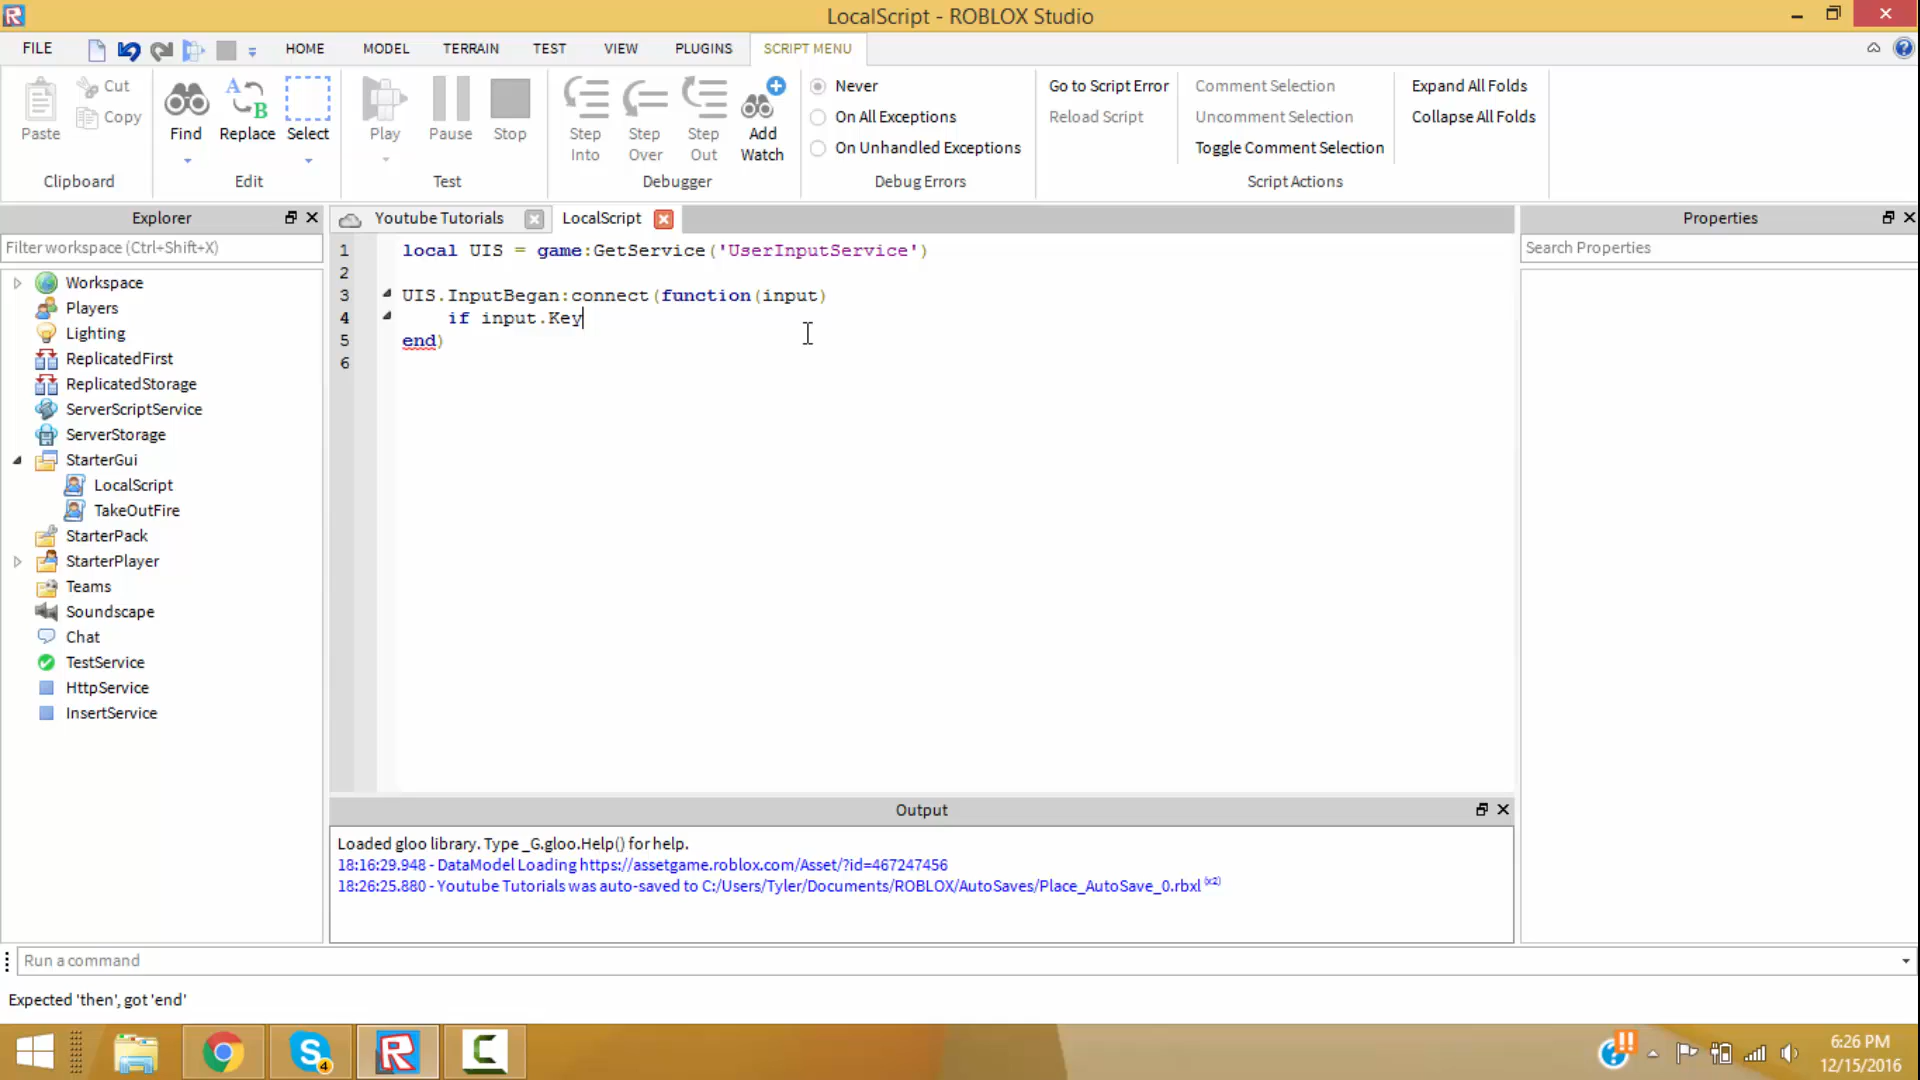 LocalScript - ROBLOX Studio
FILE HOME MODEL TERRAIN TEST VIEW PLUGINS SCRIPT MENU
Paste
Cut
Copy
Clipboard
Find
Replace
Select
Edit
Play
Pause
Stop
Test
Step Into
Step Over
Step Out
Add Watch
Debugger
Never
On All Exceptions
On Unhandled Exceptions
Debug Errors
Go to Script Error
Reload Script
Comment Selection
Uncomment Selection
Toggle Comment Selection
Script Actions
Expand All Folds
Collapse All Folds
Explorer
Filter workspace (Ctrl+Shift+X)
Workspace
Players
Lighting
ReplicatedFirst
ReplicatedStorage
ServerScriptService
ServerStorage
StarterGui
LocalScript
TakeOutFire
StarterPack
StarterPlayer
Teams
Soundscape
Chat
TestService
HttpService
InsertService
Youtube Tutorials
LocalScript
1 local UIS = game:GetService('UserInputService')
2
3 UIS.InputBegan:connect(function(input)
4 if input.Key
5 end)
6
Properties
Search Properties
Output
Loaded gloo library. Type _G.gloo.Help() for help.
18:16:29.948 - DataModel Loading https://assetgame.roblox.com/Asset/?id=467247456
18:26:25.880 - Youtube Tutorials was auto-saved to C:/Users/Tyler/Documents/ROBLOX/AutoSaves/Place_AutoSave_0.rbxl (x2)
Run a command
Expected 'then', got 'end'
4
6:26 PM
12/15/2016